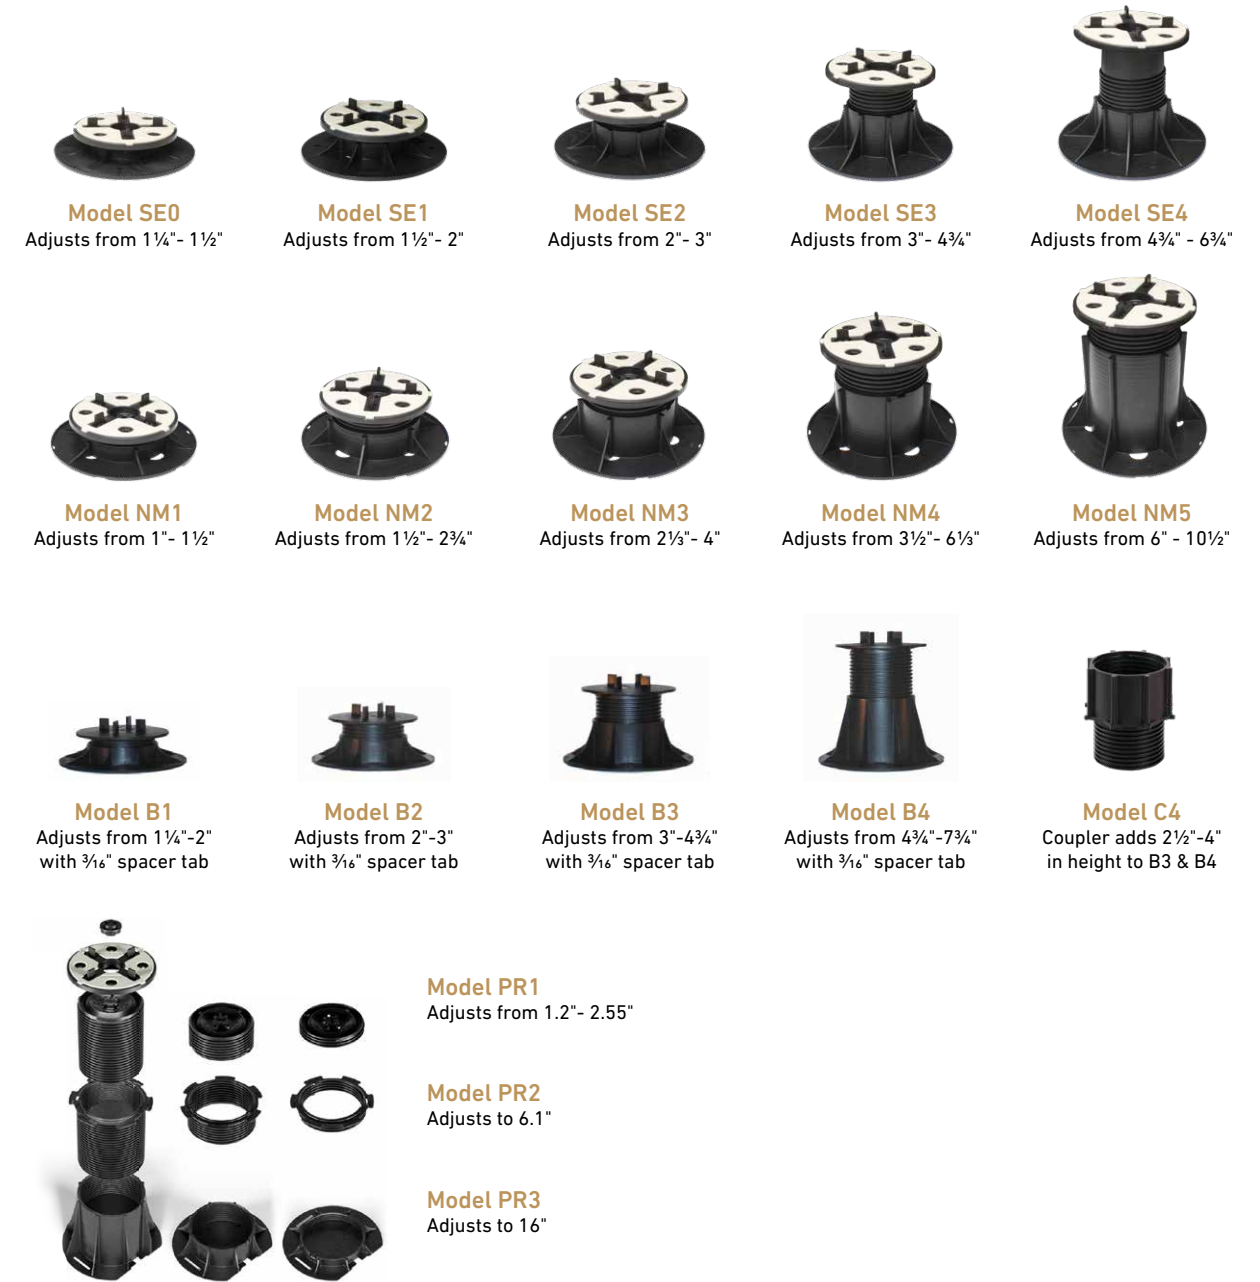 Model SE0
Adjusts from 1¼"- 1½"
Model SE1
Adjusts from 1½"- 2"
Model SE2
Adjusts from 2"- 3"
Model SE3
Adjusts from 3"- 4¾"
Model SE4
Adjusts from 4¾" - 6¾"
Model NM1
Adjusts from 1"- 1½"
Model NM2
Adjusts from 1½"- 2¾"
Model NM3
Adjusts from 2⅓"- 4"
Model NM4
Adjusts from 3½"- 6⅓"
Model NM5
Adjusts from 6" - 10½"
Model B1
Adjusts from 1¼"-2"
with ³⁄₁₆" spacer tab
Model B2
Adjusts from 2"-3"
with ³⁄₁₆" spacer tab
Model B3
Adjusts from 3"-4¾"
with ³⁄₁₆" spacer tab
Model B4
Adjusts from 4¾"-7¾"
with ³⁄₁₆" spacer tab
Model C4
Coupler adds 2½"-4"
in height to B3 & B4
Model PR1
Adjusts from 1.2"- 2.55"
Model PR2
Adjusts to 6.1"
Model PR3
Adjusts to 16"